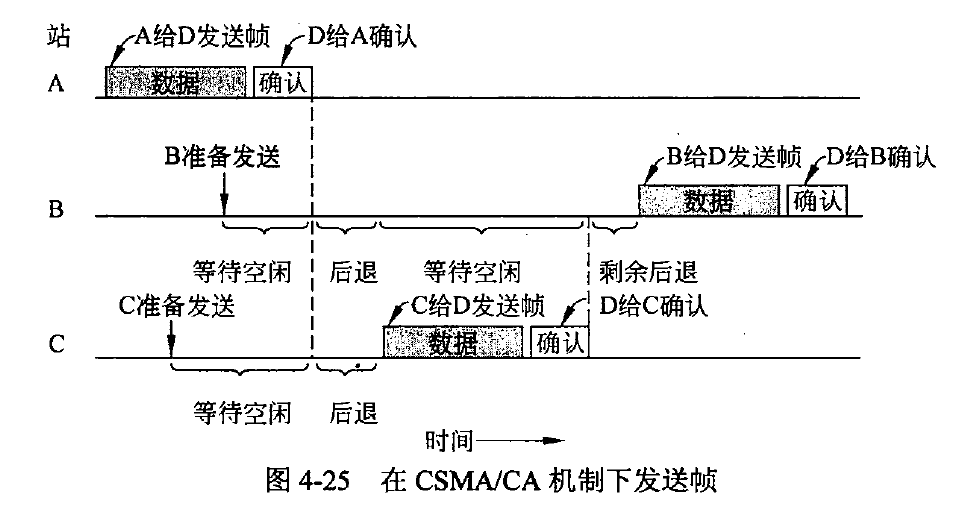 站
A给D发送帧
D给A确认
A
数据
确认
B准备发送
B给D发送帧
D给B确认
B
数据
确认
等待空闲
后退
等待空闲
剩余后退
C准备发送
C给D发送帧
D给C确认
C
数据
确认
等待空闲
后退
时间
图 4-25 在 CSMA/CA 机制下发送帧